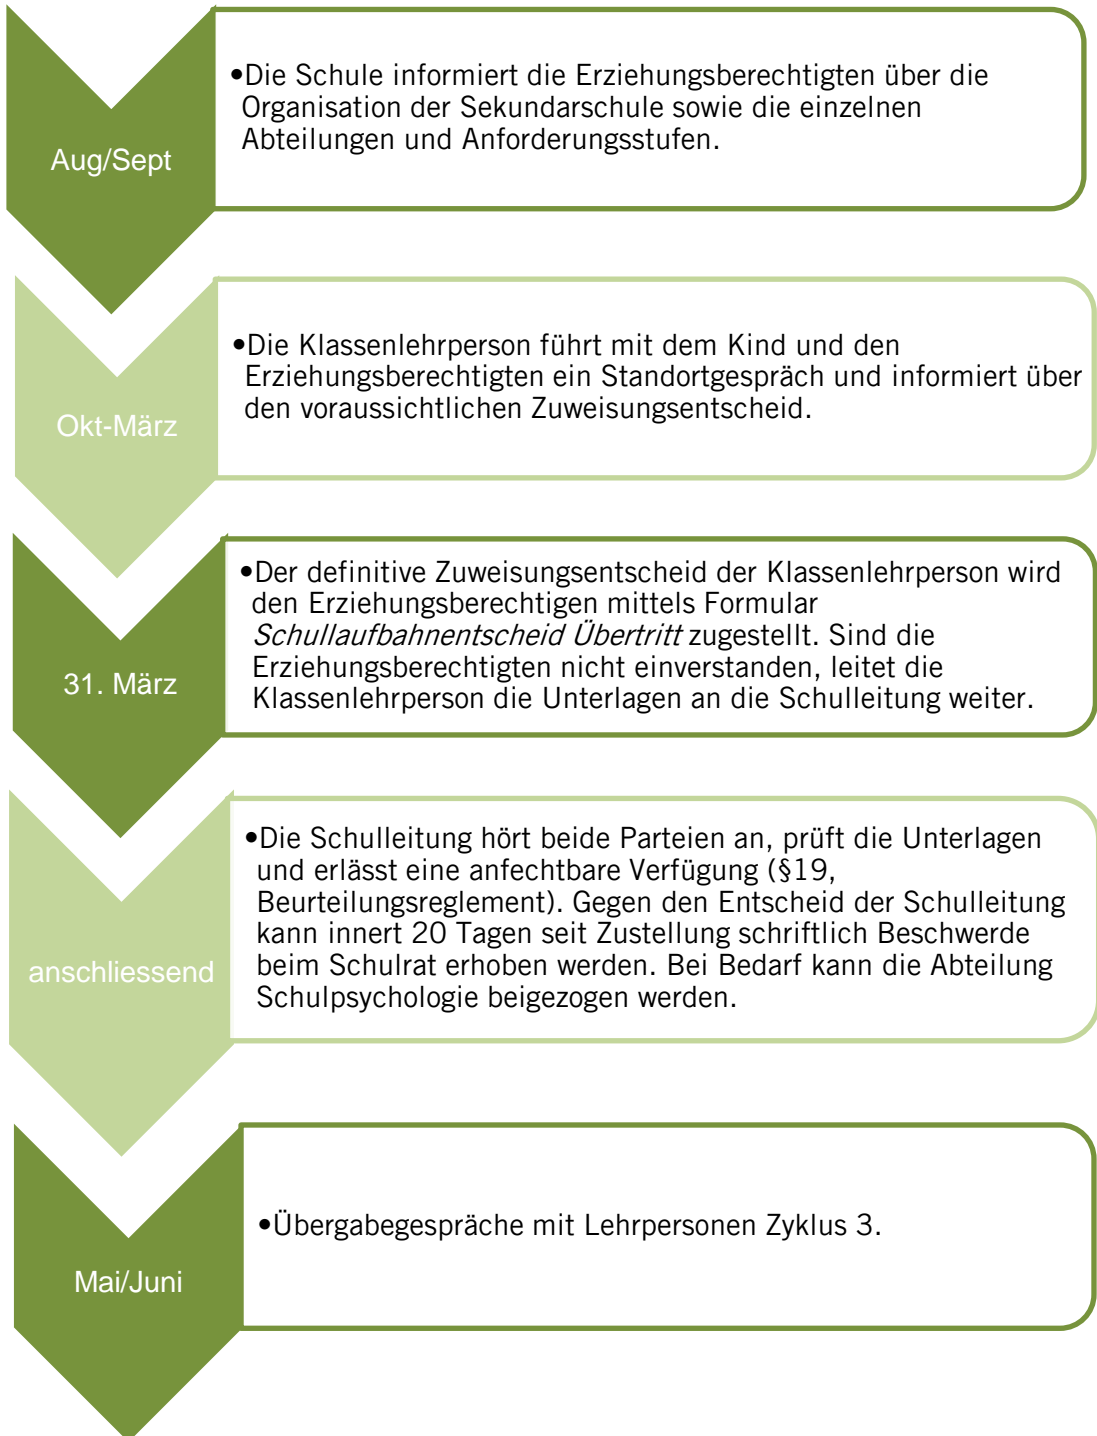 Aug/Sept
•Die Schule informiert die Erziehungsberechtigten über die
Organisation der Sekundarschule sowie die einzelnen
Abteilungen und Anforderungsstufen.
Okt-März
•Die Klassenlehrperson führt mit dem Kind und den
Erziehungsberechtigten ein Standortgespräch und informiert über
den voraussichtlichen Zuweisungsentscheid.
31. März
•Der definitive Zuweisungsentscheid der Klassenlehrperson wird
den Erziehungsberechtigen mittels Formular
Schullaufbahnentscheid Übertritt zugestellt. Sind die
Erziehungsberechtigten nicht einverstanden, leitet die
Klassenlehrperson die Unterlagen an die Schulleitung weiter.
anschliessend
•Die Schulleitung hört beide Parteien an, prüft die Unterlagen
und erlässt eine anfechtbare Verfügung (§19,
Beurteilungsreglement). Gegen den Entscheid der Schulleitung
kann innert 20 Tagen seit Zustellung schriftlich Beschwerde
beim Schulrat erhoben werden. Bei Bedarf kann die Abteilung
Schulpsychologie beigezogen werden.
Mai/Juni
•Übergabegespräche mit Lehrpersonen Zyklus 3.